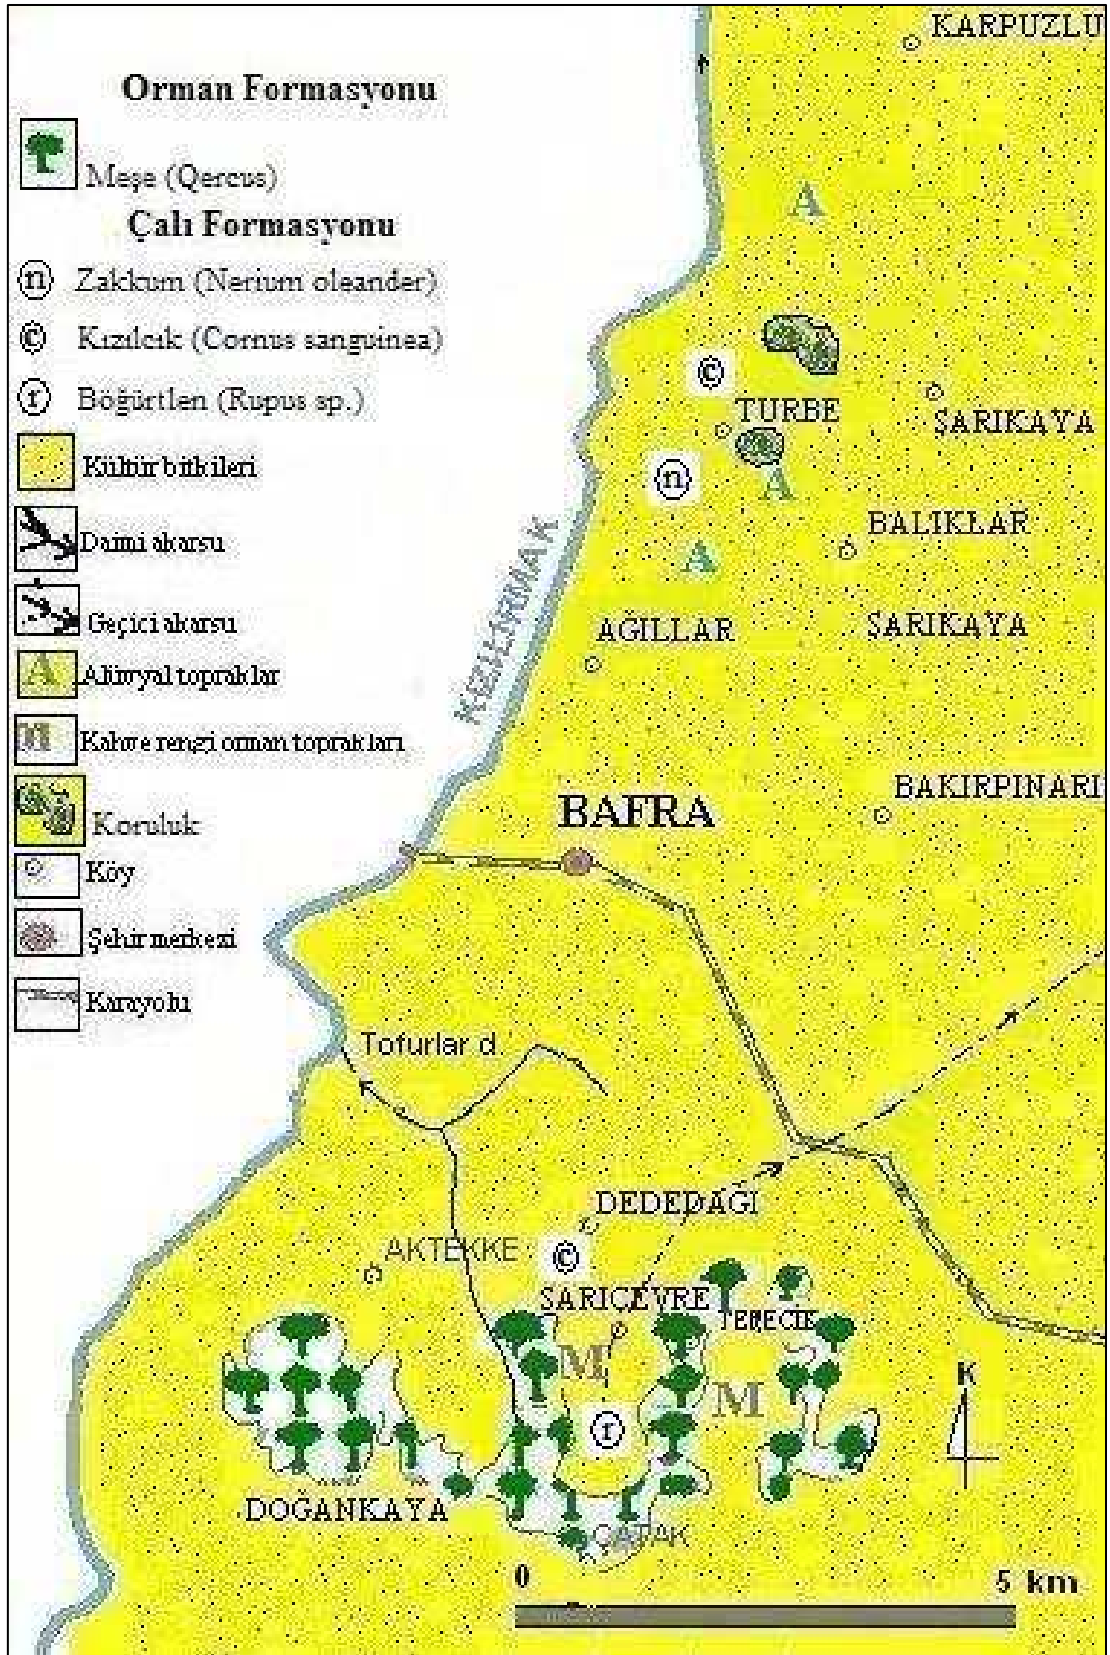 Orman Formasyonu
Meşe (Qercus)
Çalı Formasyonu
n Zakkum (Nerium oleander)
© Kızılcık (Cornus sanguinea)
r Böğürtlen (Rupus sp.)
Kültür bitkileri
Daimi akarsu
Geçici akarsu
A Alüvyal topraklar
M Kahve rengi orman toprakları
Koruluk
Köy
Şehir merkezi
Karayolu
KARPUZLU
A
©
TURBE
ŞARIKAYA
n
A
BALIKLAR
A
KIZILIRMAK
AĞILLAR
ŞARIKAYA
BAKIRPINARI
BAFRA
Tofurlar d.
DEDEDAĞI
AKTEKKE
©
SARIÇEVRE
M
M
K
r
DOĞANKAYA
ÇATAK
0 5 km